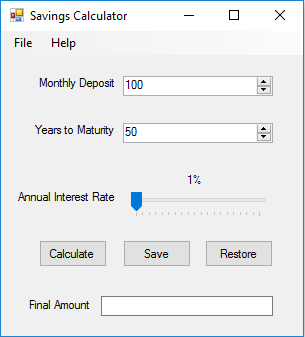 Savings Calculator
File Help
Monthly Deposit 100
Years to Maturity 50
1%
Annual Interest Rate
Calculate Save Restore
Final Amount